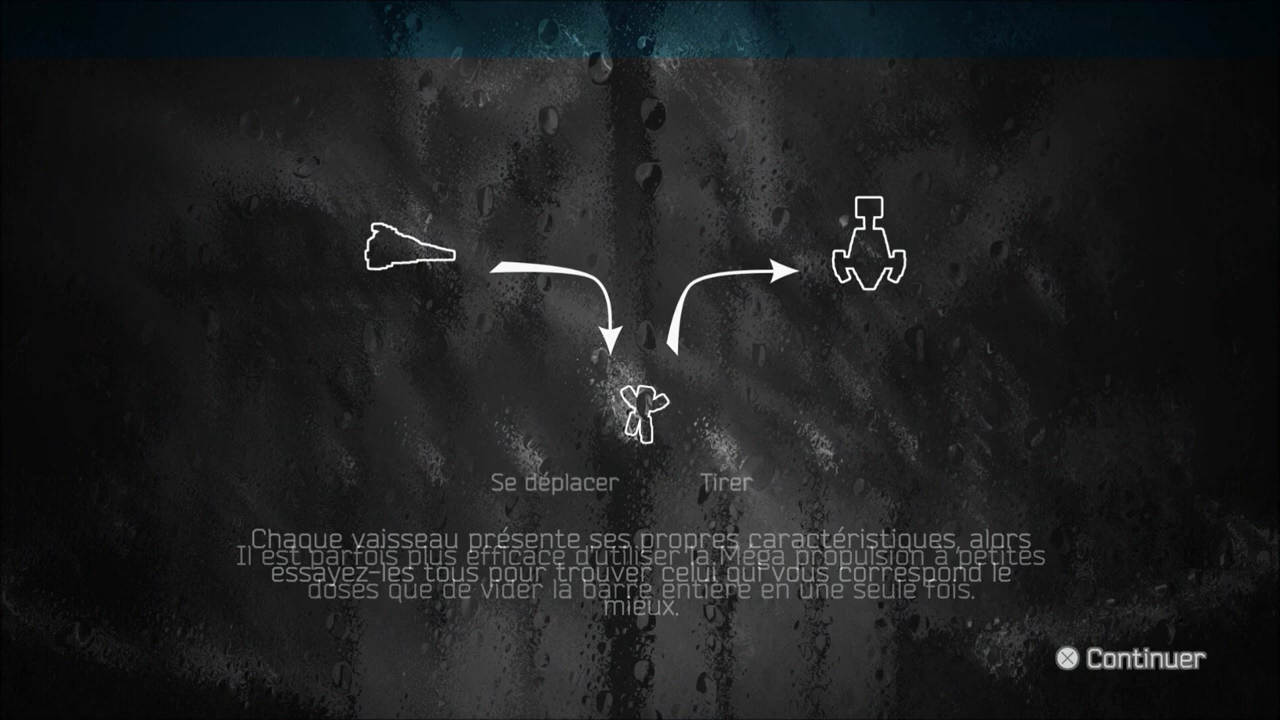 Se déplacer
Tirer
Chaque vaisseau présente ses propres caractéristiques, alors
Il est parfois plus efficace d'utiliser la Méga propulsion à petites
essayez-les tous pour trouver celui qui vous correspond le
doses que de vider la barre entière en une seule fois.
mieux.
Continuer